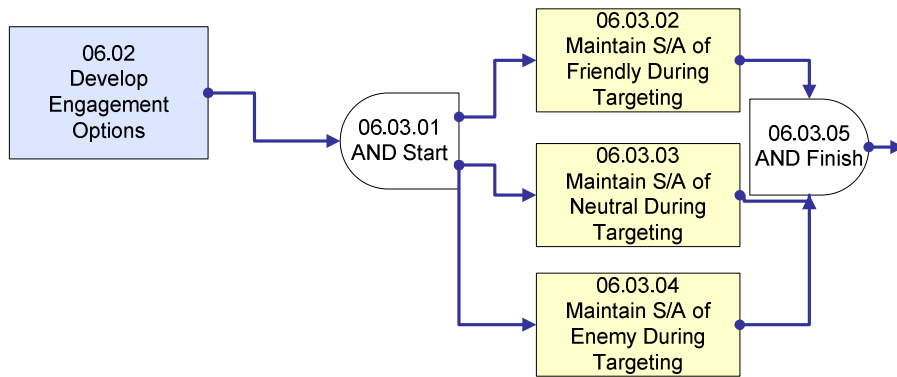 06.02
Develop
Engagement
Options
06.03.01
AND Start
06.03.02
Maintain S/A of
Friendly During
Targeting
06.03.03
Maintain S/A of
Neutral During
Targeting
06.03.04
Maintain S/A of
Enemy During
Targeting
06.03.05
AND Finish